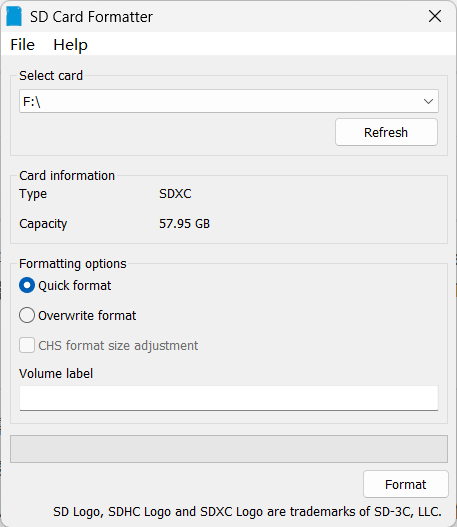 SD Card Formatter
File Help
Select card
F:\
Refresh
Card information
Type SDXC
Capacity 57.95 GB
Formatting options
Quick format
Overwrite format
CHS format size adjustment
Volume label
Format
SD Logo, SDHC Logo and SDXC Logo are trademarks of SD-3C, LLC.